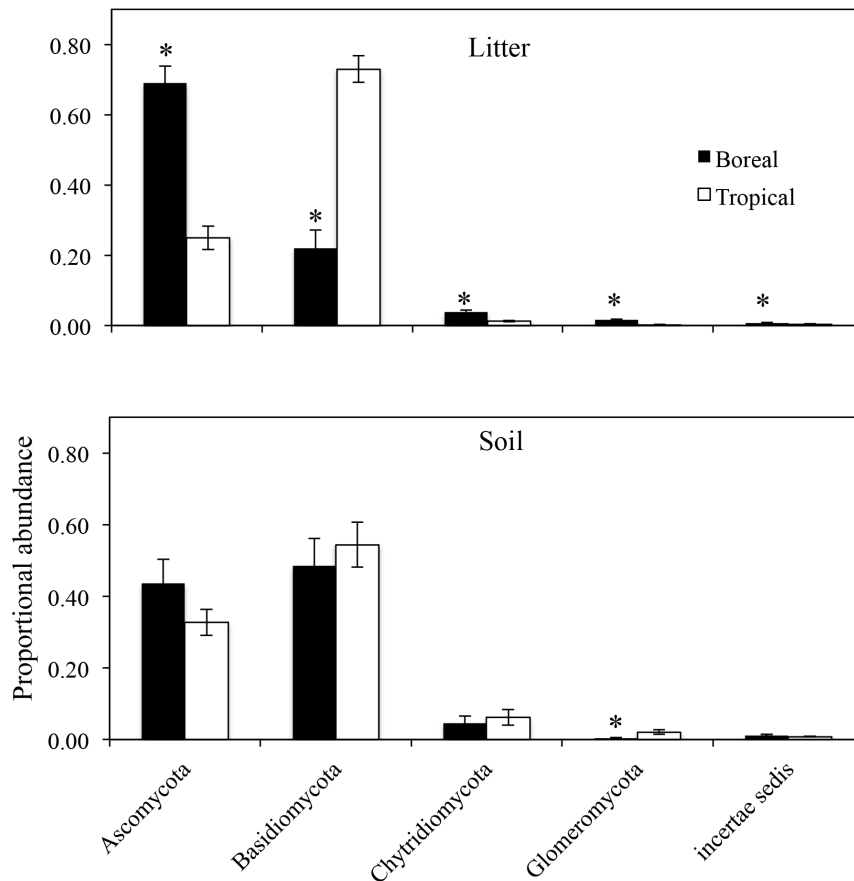 Litter
*
*
*
*
*
0.80
0.60
0.40
0.20
0.00
Boreal
Tropical
Soil
*
Proportional abundance
0.80
0.60
0.40
0.20
0.00
Ascomycota
Basidiomycota
Chytridiomycota
Glomeromycota
incertae sedis